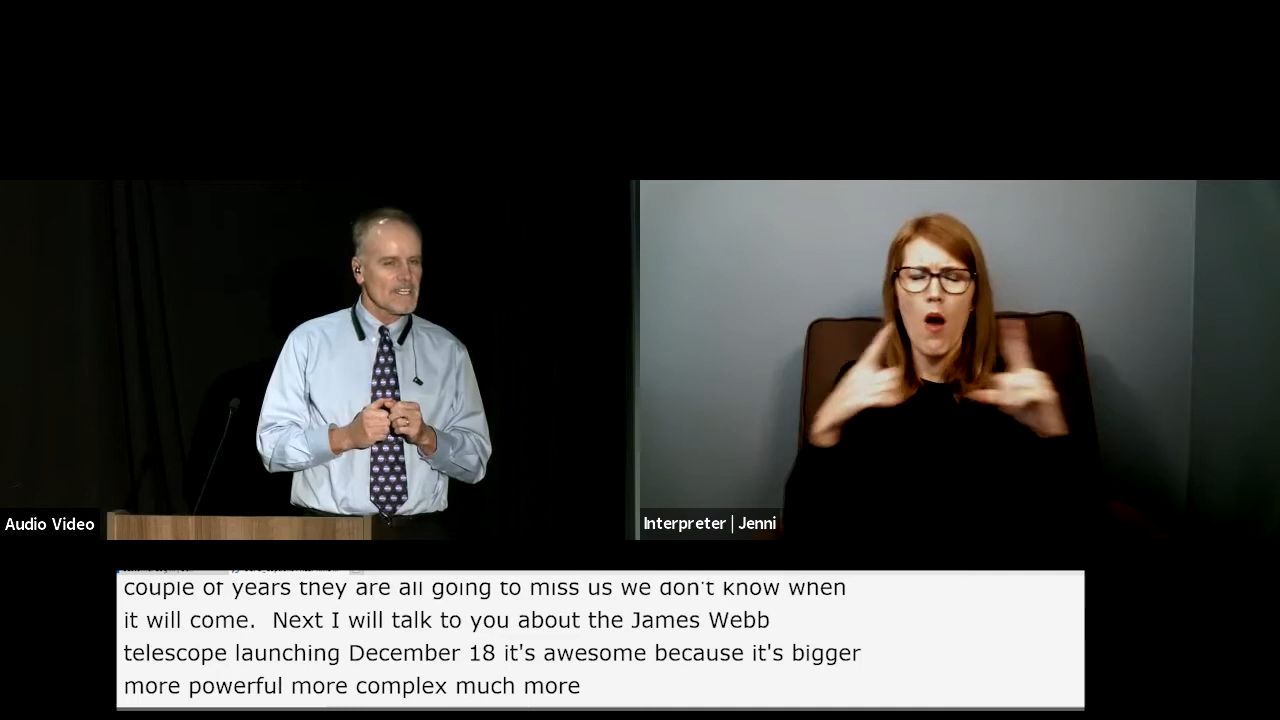 Audio Video
Interpreter | Jenni
couple of years they are all going to miss us we don't know when
it will come.  Next I will talk to you about the James Webb
telescope launching December 18 it's awesome because it's bigger
more powerful more complex much more